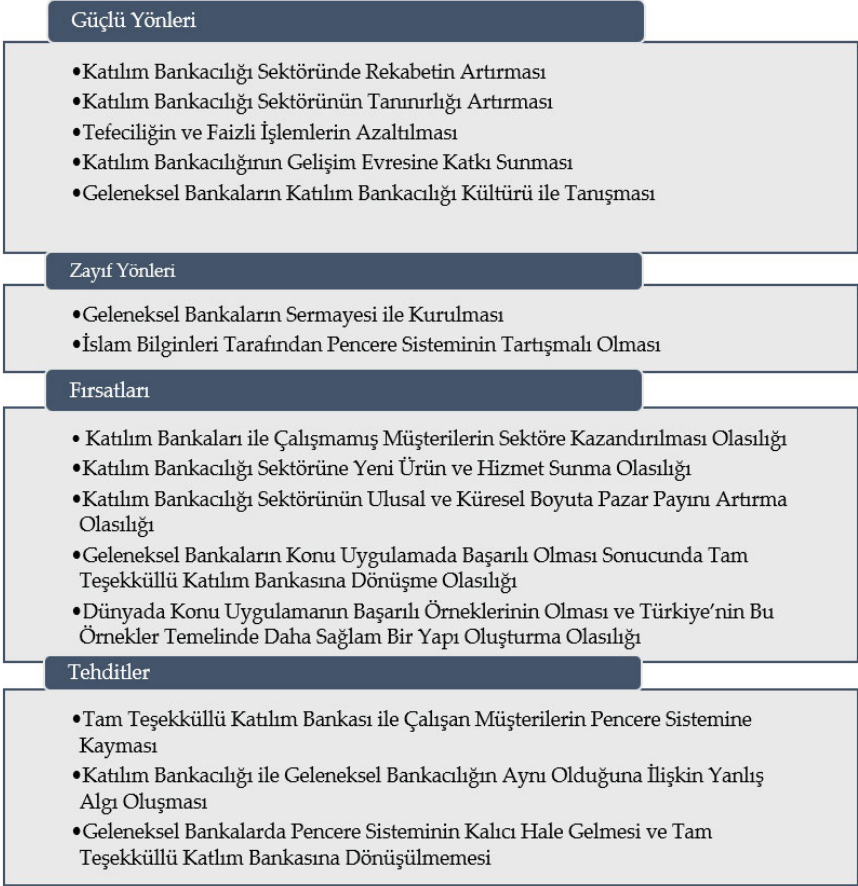 Güçlü Yönleri
•Katılım Bankacılığı Sektöründe Rekabetin Artırması
•Katılım Bankacılığı Sektörünün Tanınırlığı Artırması
•Tefeciliğin ve Faizli İşlemlerin Azaltılması
•Katılım Bankacılığının Gelişim Evresine Katkı Sunması
•Geleneksel Bankaların Katılım Bankacılığı Kültürü ile Tanışması
Zayıf Yönleri
•Geleneksel Bankaların Sermayesi ile Kurulması
•İslam Bilginleri Tarafından Pencere Sisteminin Tartışmalı Olması
Fırsatları
• Katılım Bankaları ile Çalışmamış Müşterilerin Sektöre Kazandırılması Olasılığı
•Katılım Bankacılığı Sektörüne Yeni Ürün ve Hizmet Sunma Olasılığı
•Katılım Bankacılığı Sektörünün Ulusal ve Küresel Boyuta Pazar Payını Artırma
Olasılığı
•Geleneksel Bankaların Konu Uygulamada Başarılı Olması Sonucunda Tam
Teşekküllü Katılım Bankasına Dönüşme Olasılığı
•Dünyada Konu Uygulamanın Başarılı Örneklerinin Olması ve Türkiye’nin Bu
Örnekler Temelinde Daha Sağlam Bir Yapı Oluşturma Olasılığı
Tehditler
•Tam Teşekküllü Katılım Bankası ile Çalışan Müşterilerin Pencere Sistemine
Kayması
•Katılım Bankacılığı ile Geleneksel Bankacılığın Aynı Olduğuna İlişkin Yanlış
Algı Oluşması
•Geleneksel Bankalarda Pencere Sisteminin Kalıcı Hale Gelmesi ve Tam
Teşekküllü Katlım Bankasına Dönüşülmemesi